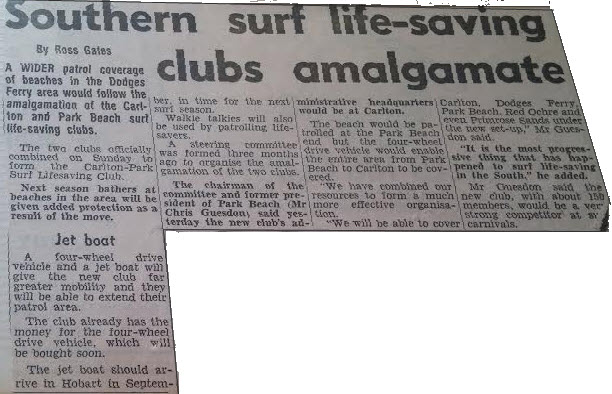 Southern surf life-saving
clubs amalgamate
By Ross Gates
A WIDER patrol coverage
of beaches in the Dodges
Ferry area would follow the
amalgamation of the Carl-
ton and Park Beach surf
life-saving clubs.
The two clubs officially
combined on Sunday to
form the Carlton-Park
Surf Lifesaving Club.
Next season bathers at
beaches in the area will be
given added protection as a
result of the move.
Jet boat
A four-wheel drive
vehicle and a jet boat will
give the new club far
greater mobility and they
will be able to extend their
patrol area.
The club already has the
money for the four-wheel
drive vehicle, which will
be bought soon.
The jet boat should ar-
rive in Hobart in Septem-
ber, in time for the next
surf season.
Walkie talkies will also
be used by patrolling life-
savers.
A steering committee
was formed three months
ago to organise the amal-
gamation of the two clubs.
The chairman of the
committee and former pre-
sident of Park Beach (Mr
Chris Guesdon) said yes-
terday the new club's ad-
ministrative headquarters
would be at Carlton.
The beach would be pa-
trolled at the Park Beach
end but the four-wheel
drive vehicle would enable
the entire area from Park
Beach to Carlton to be cov-
ered.
"We have combined our
resources to form a much
more effective organisa-
tion.
"We will be able to cover
Carlton, Dodges Ferry,
Park Beach, Red Ochre and
even Primrose Sands under
the new set-up," Mr Gues-
don said.
"It is the most progres-
sive thing that has hap-
pened to surf life-saving
in the South," he added.
Mr Guesdon said the
new club, with about 150
members, would be a very
strong competitor at
carnivals.